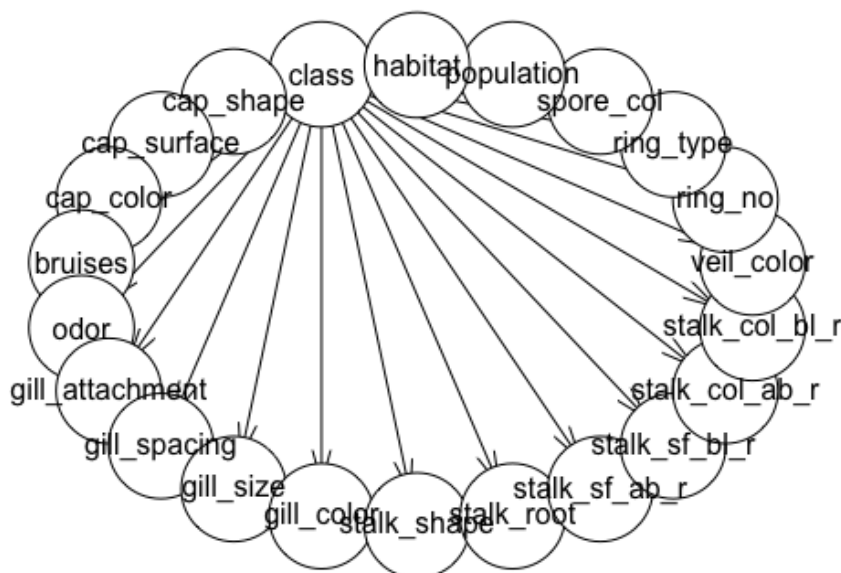 class
habitat
population
cap_shape
spore_col
cap_surface
ring_type
cap_color
ring_no
bruises
veil_color
odor
stalk_col_bl_r
gill_attachment
stalk_col_ab_r
gill_spacing
stalk_sf_bl_r
gill_size
stalk_sf_ab_r
gill_color
stalk_shape
stalk_root